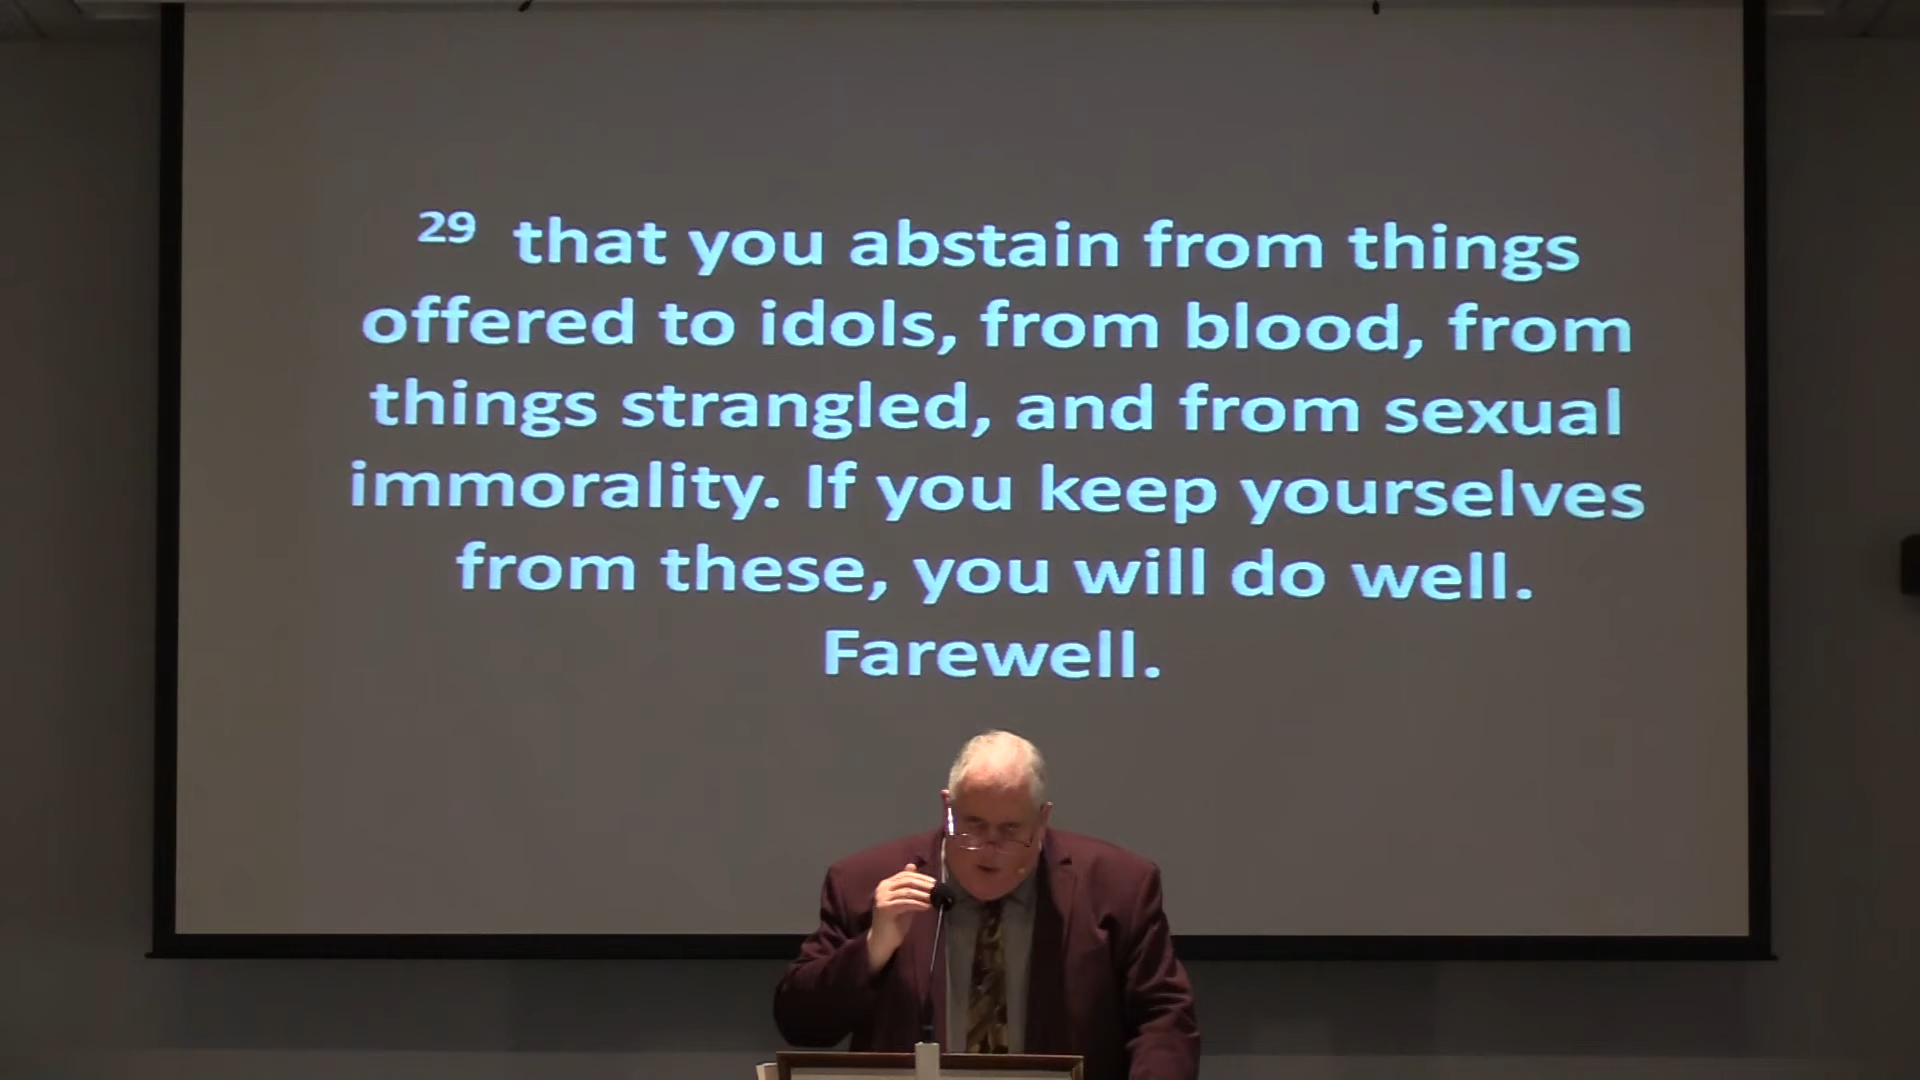 29 that you abstain from things
offered to idols, from blood, from
things strangled, and from sexual
immorality. If you keep yourselves
from these, you will do well.
Farewell.